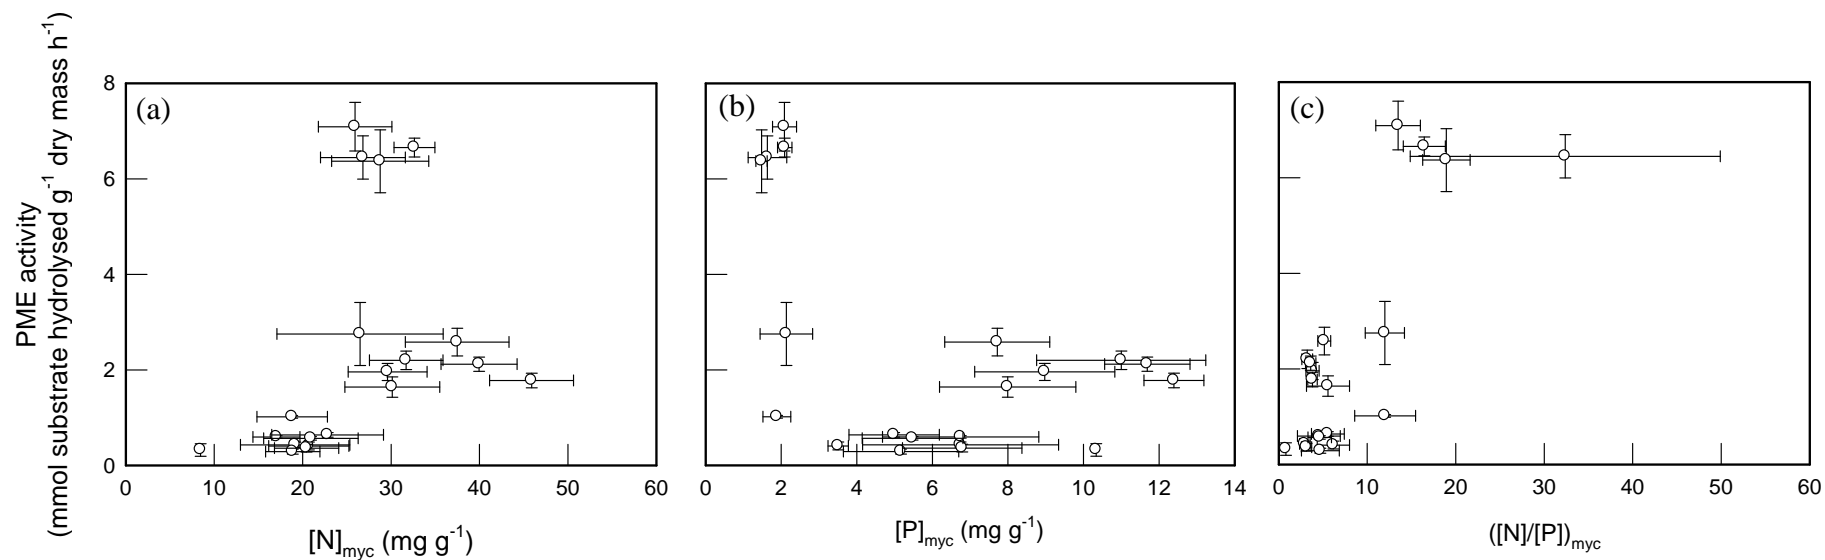 PME activity
(mmol substrate hydrolysed g⁻¹ dry mass h⁻¹)
(a)
(b)
(c)
8
6
4
2
0
0 10 20 30 40 50 60
0 2 4 6 8 10 12 14
0 10 20 30 40 50 60
[N]myc (mg g⁻¹)
[P]myc (mg g⁻¹)
([N]/[P])myc